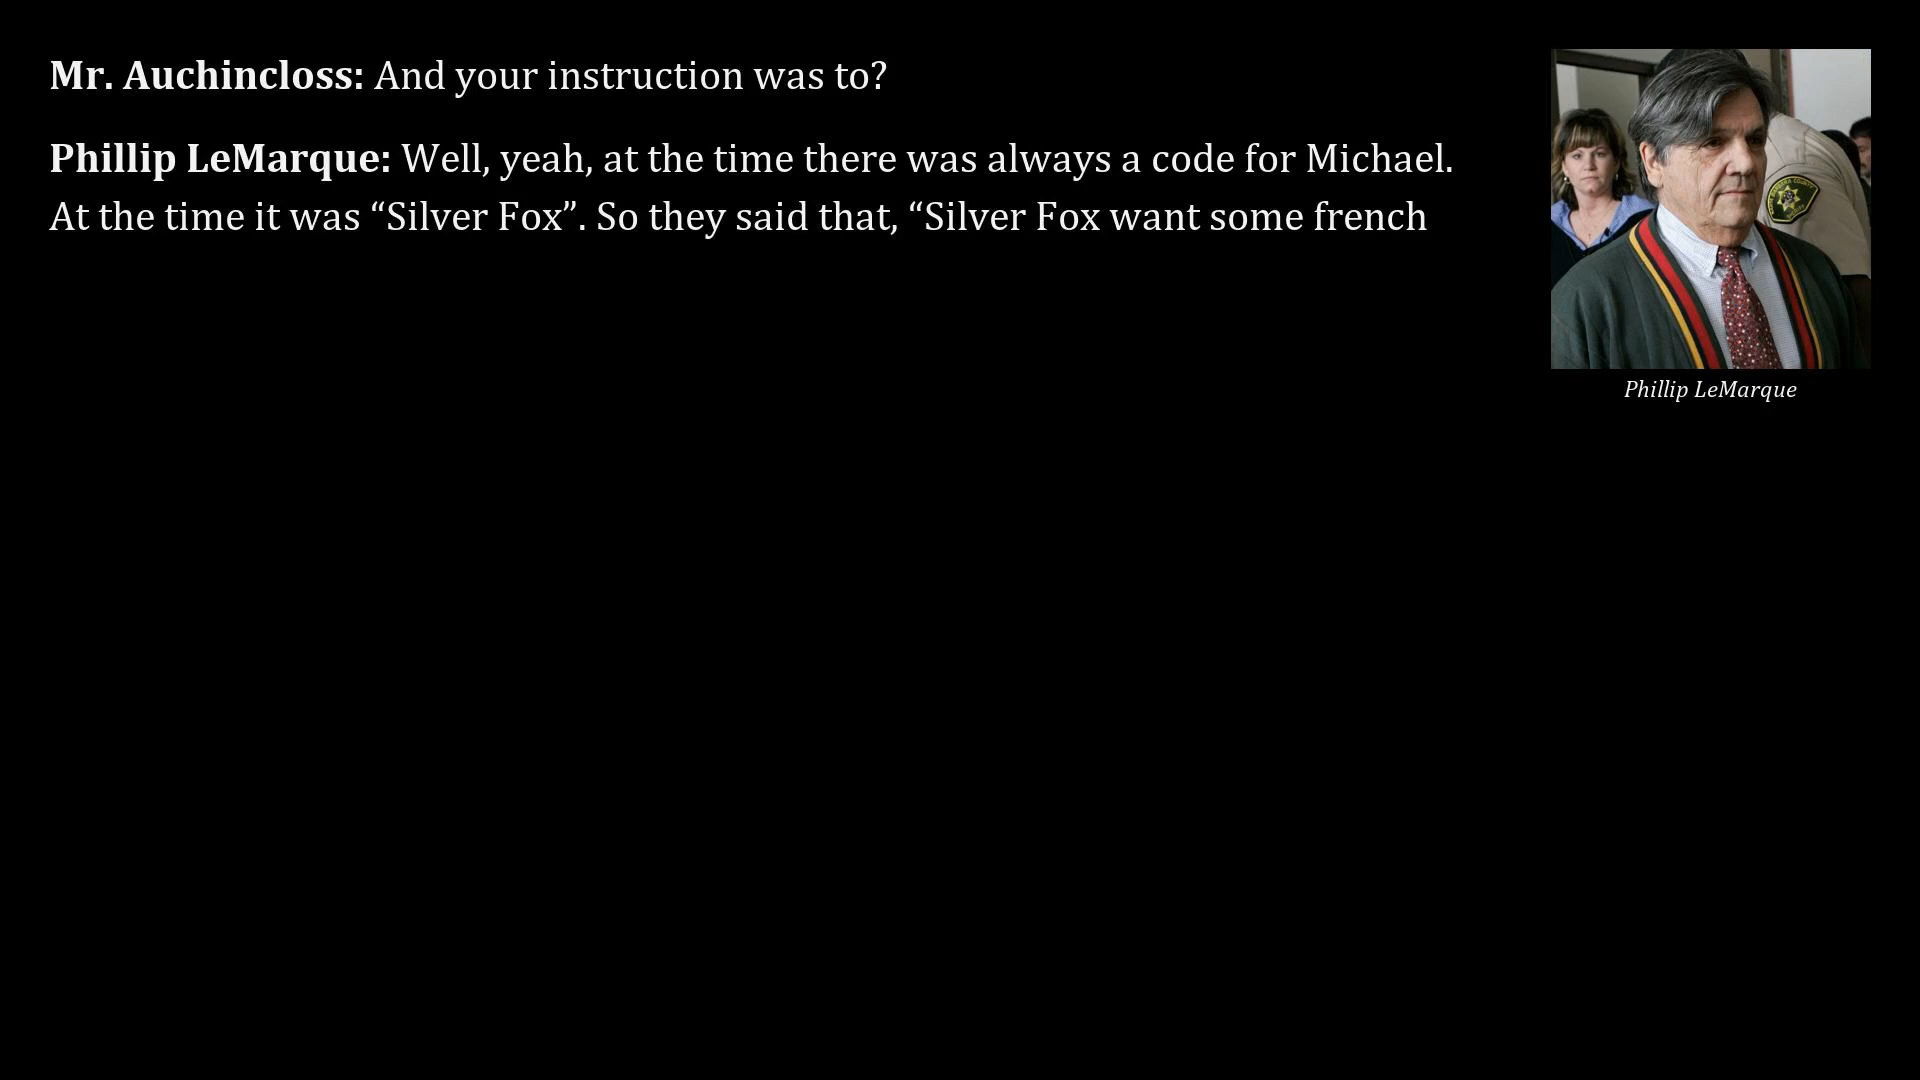 Mr. Auchincloss: And your instruction was to?
Phillip LeMarque: Well, yeah, at the time there was always a code for Michael.
At the time it was “Silver Fox”. So they said that, “Silver Fox want some french
Phillip LeMarque